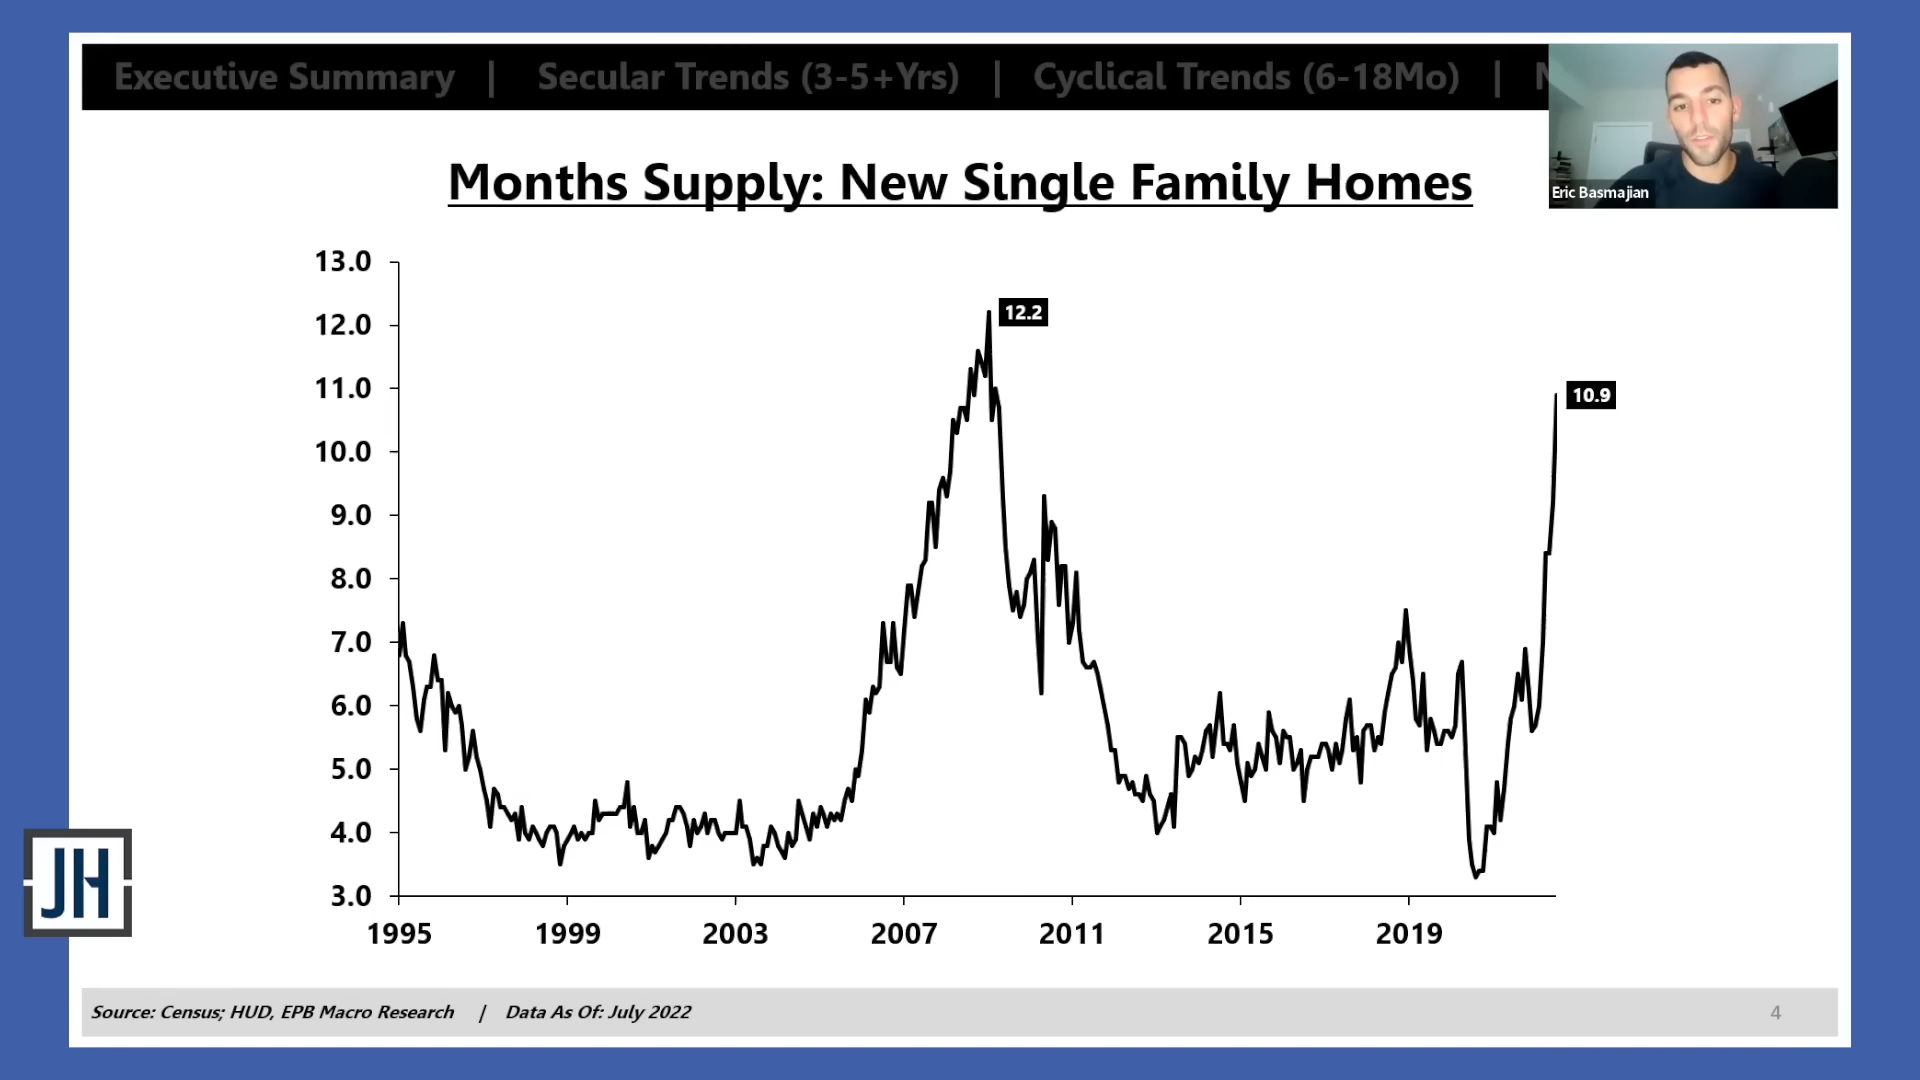 Executive Summary | Secular Trends (3-5+Yrs) | Cyclical Trends (6-18Mo) |
Eric Basmajian
Months Supply: New Single Family Homes
13.0
12.0
11.0
10.0
9.0
8.0
7.0
6.0
5.0
4.0
3.0
12.2
10.9
1995 1999 2003 2007 2011 2015 2019
JH
Source: Census; HUD, EPB Macro Research | Data As Of: July 2022
4